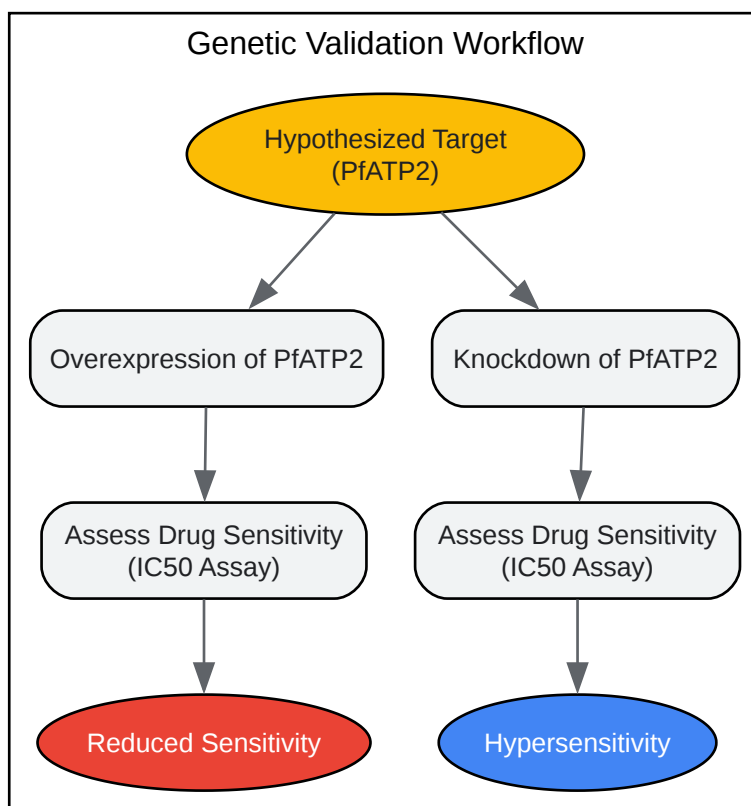 Genetic Validation Workflow
Hypothesized Target
(PfATP2)
Overexpression of PfATP2
Knockdown of PfATP2
Assess Drug Sensitivity
(IC50 Assay)
Assess Drug Sensitivity
(IC50 Assay)
Reduced Sensitivity
Hypersensitivity